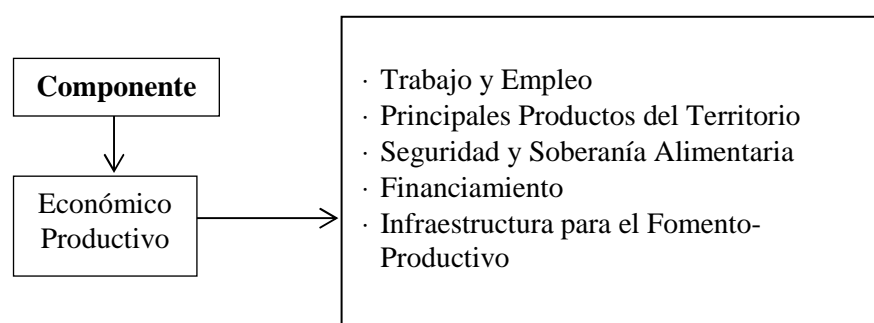 Componente
Económico
Productivo
· Trabajo y Empleo
· Principales Productos del Territorio
· Seguridad y Soberanía Alimentaria
· Financiamiento
· Infraestructura para el Fomento-
Productivo